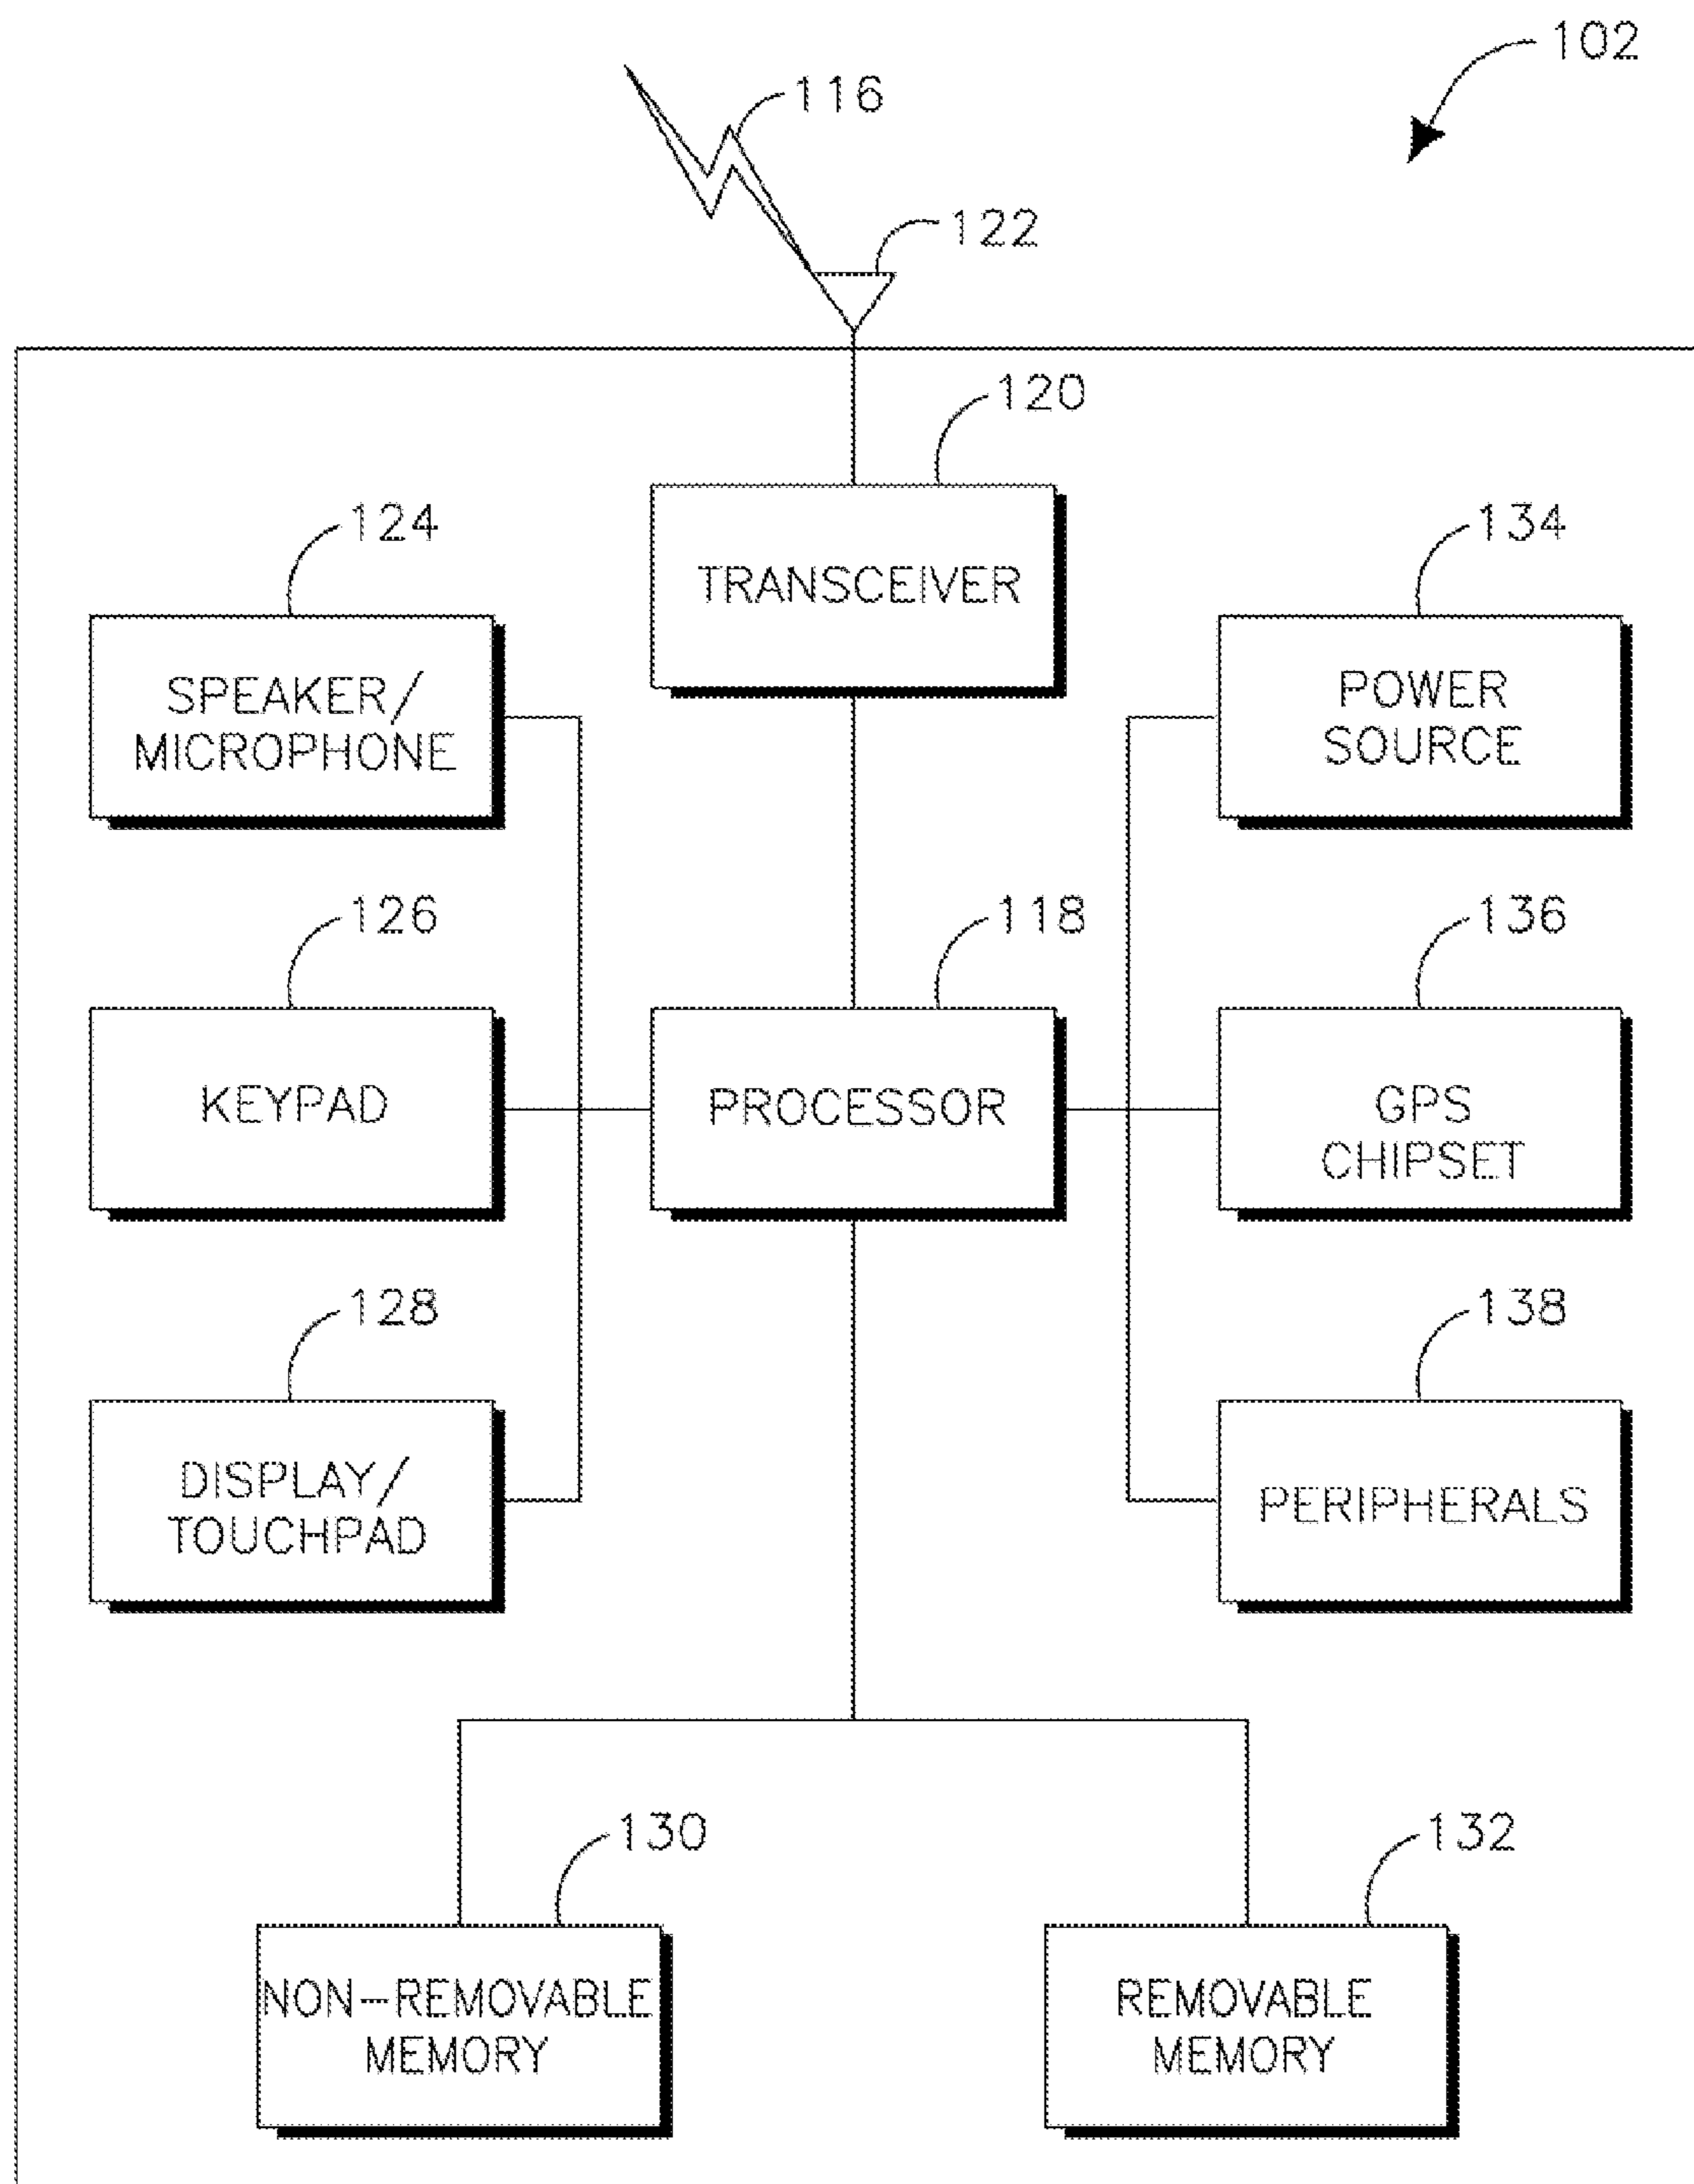 102
116
122
120
TRANSCEIVER
124
SPEAKER/
MICROPHONE
134
POWER
SOURCE
126
KEYPAD
118
PROCESSOR
136
GPS
CHIPSET
128
DISPLAY/
TOUCHPAD
138
PERIPHERALS
130
NON-REMOVABLE
MEMORY
132
REMOVABLE
MEMORY